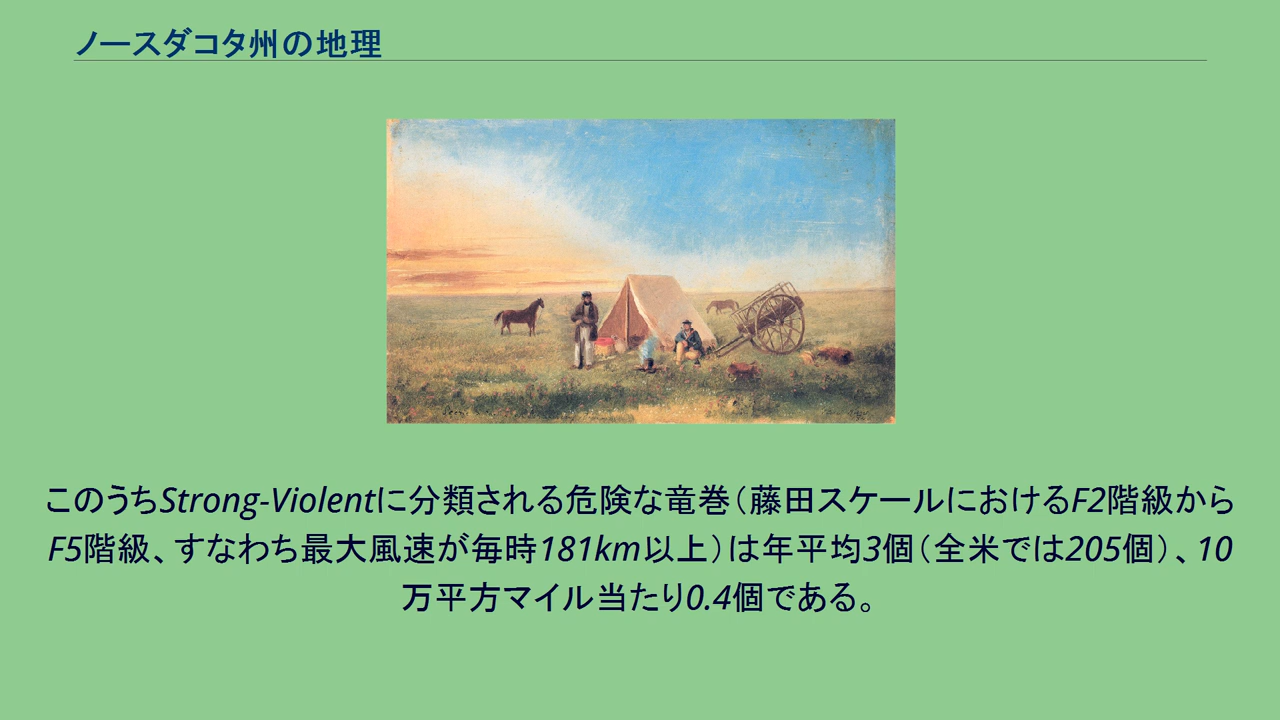 ノースダコタ州の地理
このうちStrong-Violentに分類される危険な竜巻（藤田スケールにおけるF2階級から
F5階級、すなわち最大風速が毎時181km以上）は年平均3個（全米では205個）、10
万平方マイル当たり0.4個である。